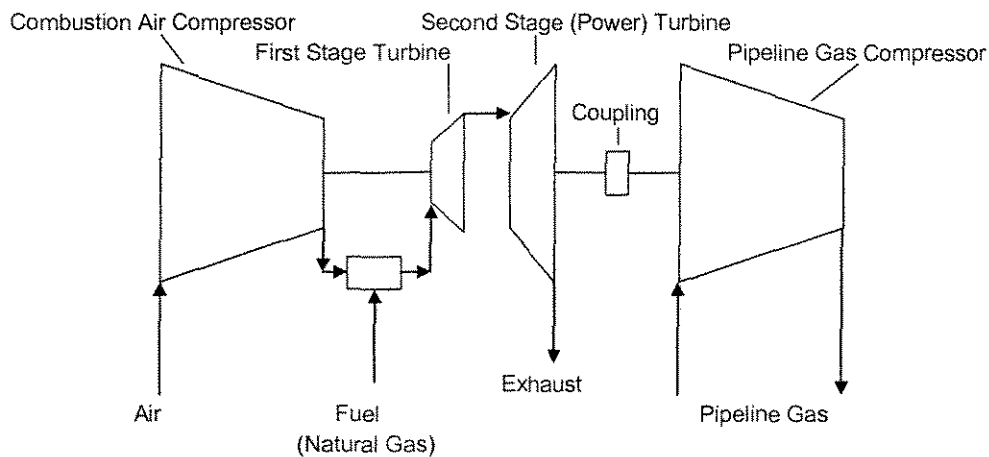 Combustion Air Compressor
Second Stage (Power) Turbine
First Stage Turbine
Pipeline Gas Compressor
Coupling
Exhaust
Air
Fuel
(Natural Gas)
Pipeline Gas